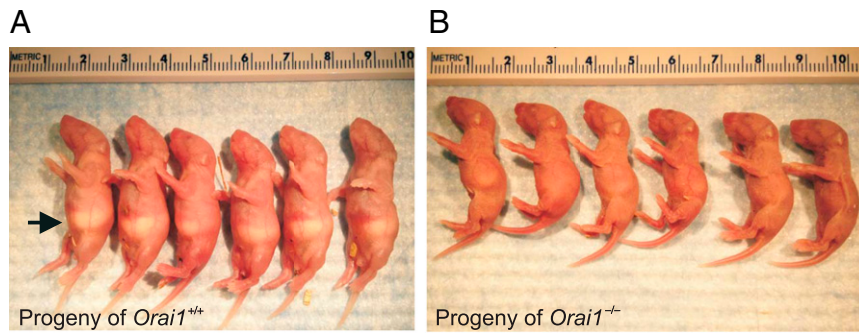 A
B
METRIC 1 2 3 4 5 6 7 8 9 10
METRIC 1 2 3 4 5 6 7 8 9 10
Progeny of Orai1+/+
Progeny of Orai1−/−